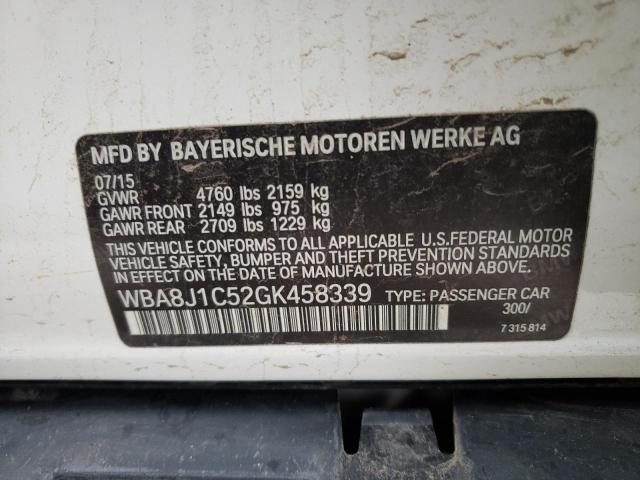 MFD BY BAYERISCHE MOTOREN WERKE AG
07/15
GVWR 4760 lbs 2159 kg
GAWR FRONT 2149 lbs 975 kg
GAWR REAR 2709 lbs 1229 kg
THIS VEHICLE CONFORMS TO ALL APPLICABLE U.S.FEDERAL MOTOR
VEHICLE SAFETY, BUMPER AND THEFT PREVENTION STANDARDS
IN EFFECT ON THE DATE OF MANUFACTURE SHOWN ABOVE.
WBA8J1C52GK458339 TYPE: PASSENGER CAR
300/
7 315 814